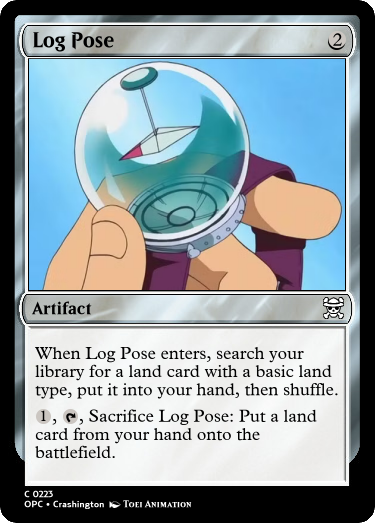 Log Pose 2
Artifact
When Log Pose enters, search your
library for a land card with a basic land
type, put it into your hand, then shuffle.
1, , Sacrifice Log Pose: Put a land
card from your hand onto the
battlefield.
C 0223
OPC • Crashington Toei Animation